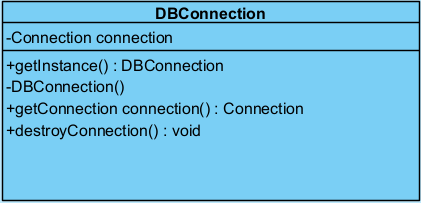 DBConnection
-Connection connection
+getInstance() : DBConnection
-DBConnection()
+getConnection connection() : Connection
+destroyConnection() : void